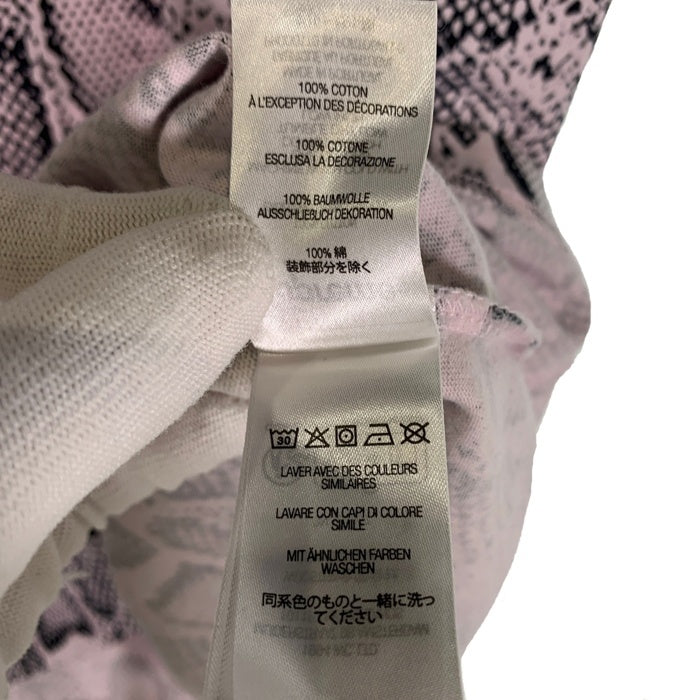 100% COTON
À L'EXCEPTION DES DÉCORATIONS
100% COTONE
ESCLUSA LA DECORAZIONE
100% BAUMWOLLE
AUSSCHLIEBLICH DEKORATION
100% 綿
装飾部分を除く
30
LAVER AVEC DES COULEURS
SIMILAIRES
LAVARE CON CAPI DI COLORE
SIMILE
MIT ÄHNLICHEN FARBEN
WASCHEN
同系色のものと一緒に洗っ
てください